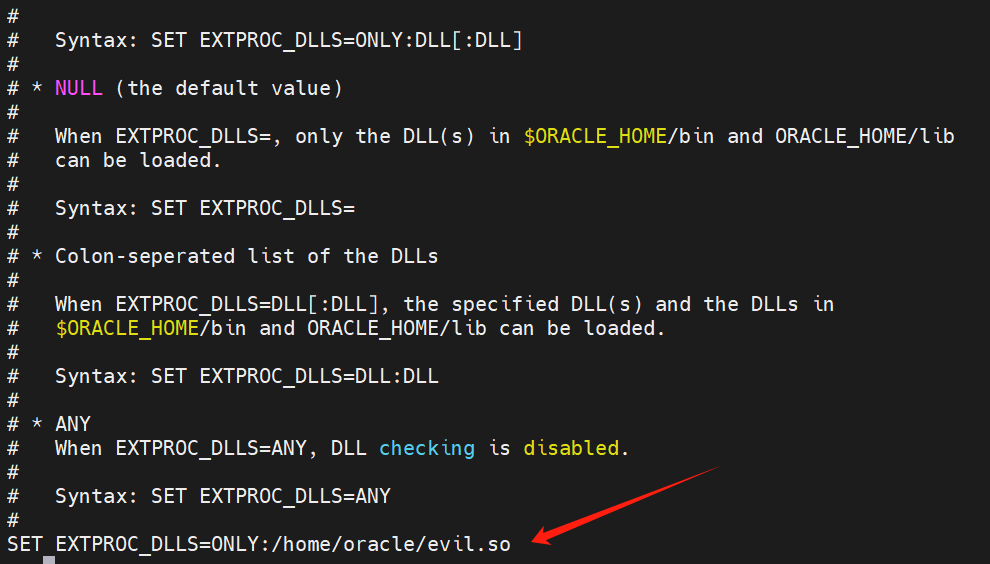 #
#   Syntax: SET EXTPROC_DLLS=ONLY:DLL[:DLL]
#
# * NULL (the default value)
#
#   When EXTPROC_DLLS=, only the DLL(s) in $ORACLE_HOME/bin and ORACLE_HOME/lib
#   can be loaded.
#
#   Syntax: SET EXTPROC_DLLS=
#
# * Colon-seperated list of the DLLs
#
#   When EXTPROC_DLLS=DLL[:DLL], the specified DLL(s) and the DLLs in
#   $ORACLE_HOME/bin and ORACLE_HOME/lib can be loaded.
#
#   Syntax: SET EXTPROC_DLLS=DLL:DLL
#
# * ANY
#   When EXTPROC_DLLS=ANY, DLL checking is disabled.
#
#   Syntax: SET EXTPROC_DLLS=ANY
#
SET EXTPROC_DLLS=ONLY:/home/oracle/evil.so